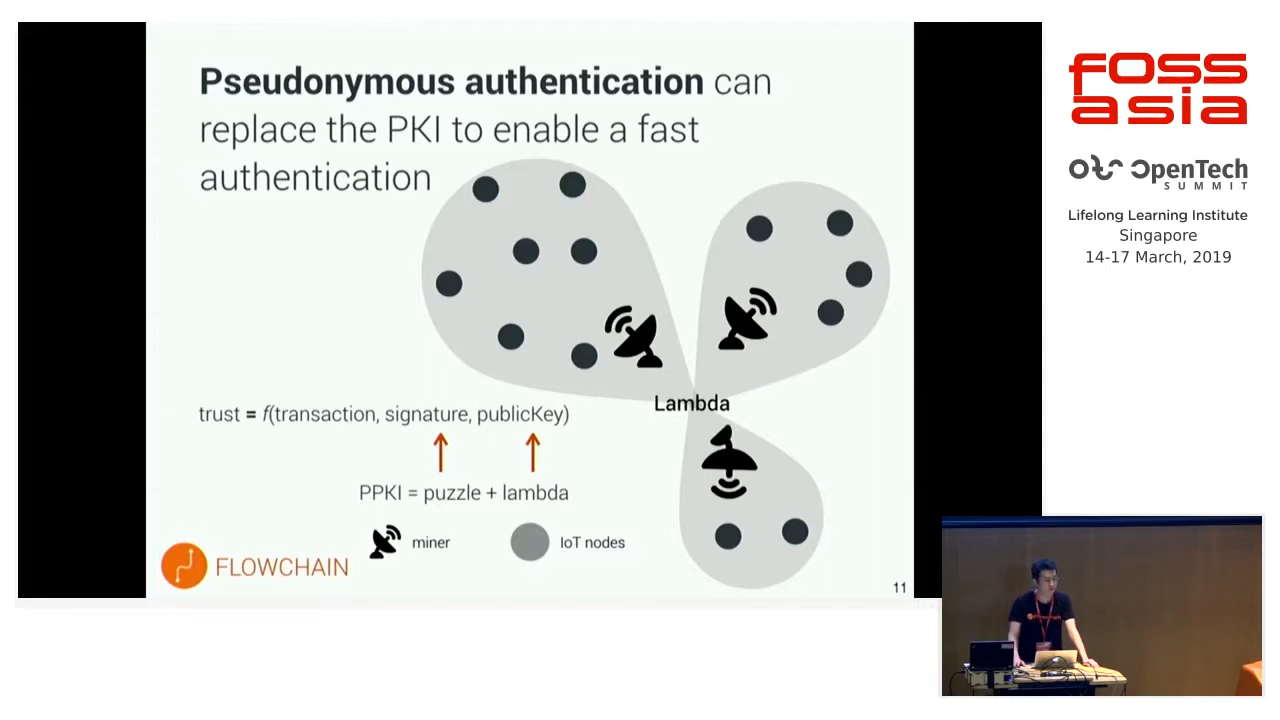 Pseudonymous authentication can
replace the PKI to enable a fast
authentication
Lambda
trust = f(transaction, signature, publicKey)
PPKI = puzzle + lambda
miner
IoT nodes
FLOWCHAIN
11
foss
asia
OpenTech
SUMMIT
Lifelong Learning Institute
Singapore
14-17 March, 2019
Flowchain